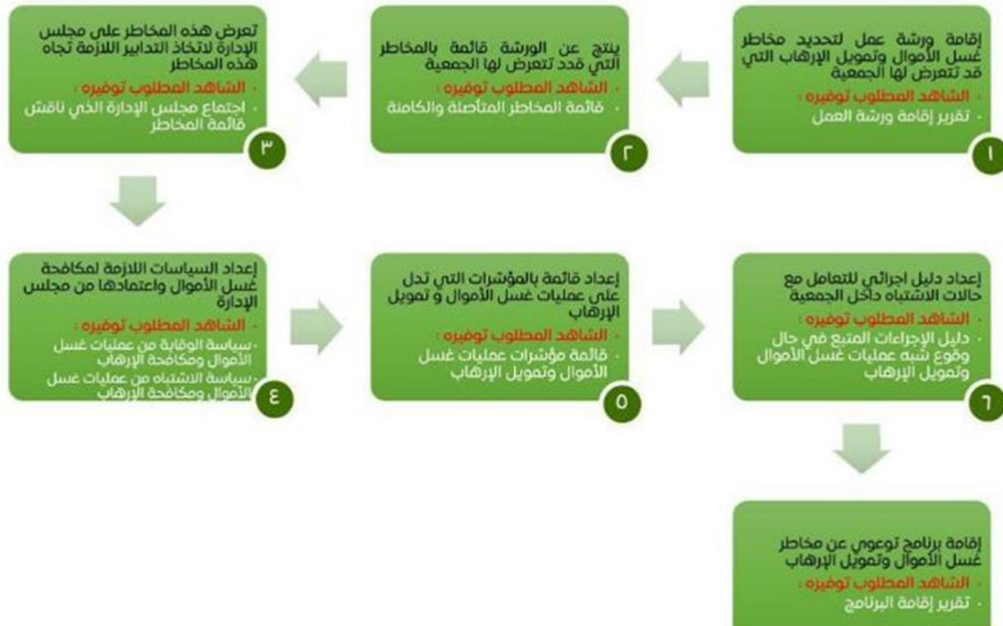 إقامة ورشة عمل لتحديد مخاطر
غسل الأموال وتمويل الإرهاب التي
قد تتعرض لها الجمعية
- الشاهد المطلوب توفيره :
- تقرير إقامة ورشة العمل
١
ينتج عن الورشة قائمة بالمخاطر
التي قدد تتعرض لها الجمعية
- الشاهد المطلوب توفيره :
- قائمة المخاطر المتأصلة والكامنة
٢
تعرض هذه المخاطر على مجلس
الإدارة لاتخاذ التدابير اللازمة تجاه
هذه المخاطر
- الشاهد المطلوب توفيره :
- اجتماع مجلس الإدارة الذي ناقش
قائمة المخاطر
٣
إعداد السياسات اللازمة لمكافحة
غسل الأموال واعتمادها من مجلس
الإدارة
- الشاهد المطلوب توفيره :
-سياسة الوقاية من عمليات غسل
الأموال ومكافحة الإرهاب
-سياسة الاشتباه من عمليات غسل
الأموال ومكافحة الإرهاب
٤
إعداد قائمة بالمؤشرات التي تدل
على عمليات غسل الأموال و تمويل
الإرهاب
- الشاهد المطلوب توفيره :
- قائمة مؤشرات عمليات غسل
الأموال وتمويل الإرهاب
٥
إعداد دليل اجرائي للتعامل مع
حالات الاشتباه داخل الجمعية
- الشاهد المطلوب توفيره :
- دليل الإجراءات المتبع في حال
وقوع شبه عمليات غسل الأموال
وتمويل الإرهاب
٦
إقامة برنامج توعوي عن مخاطر
غسل الأموال وتمويل الإرهاب
- الشاهد المطلوب توفيره :
- تقرير إقامة البرنامج